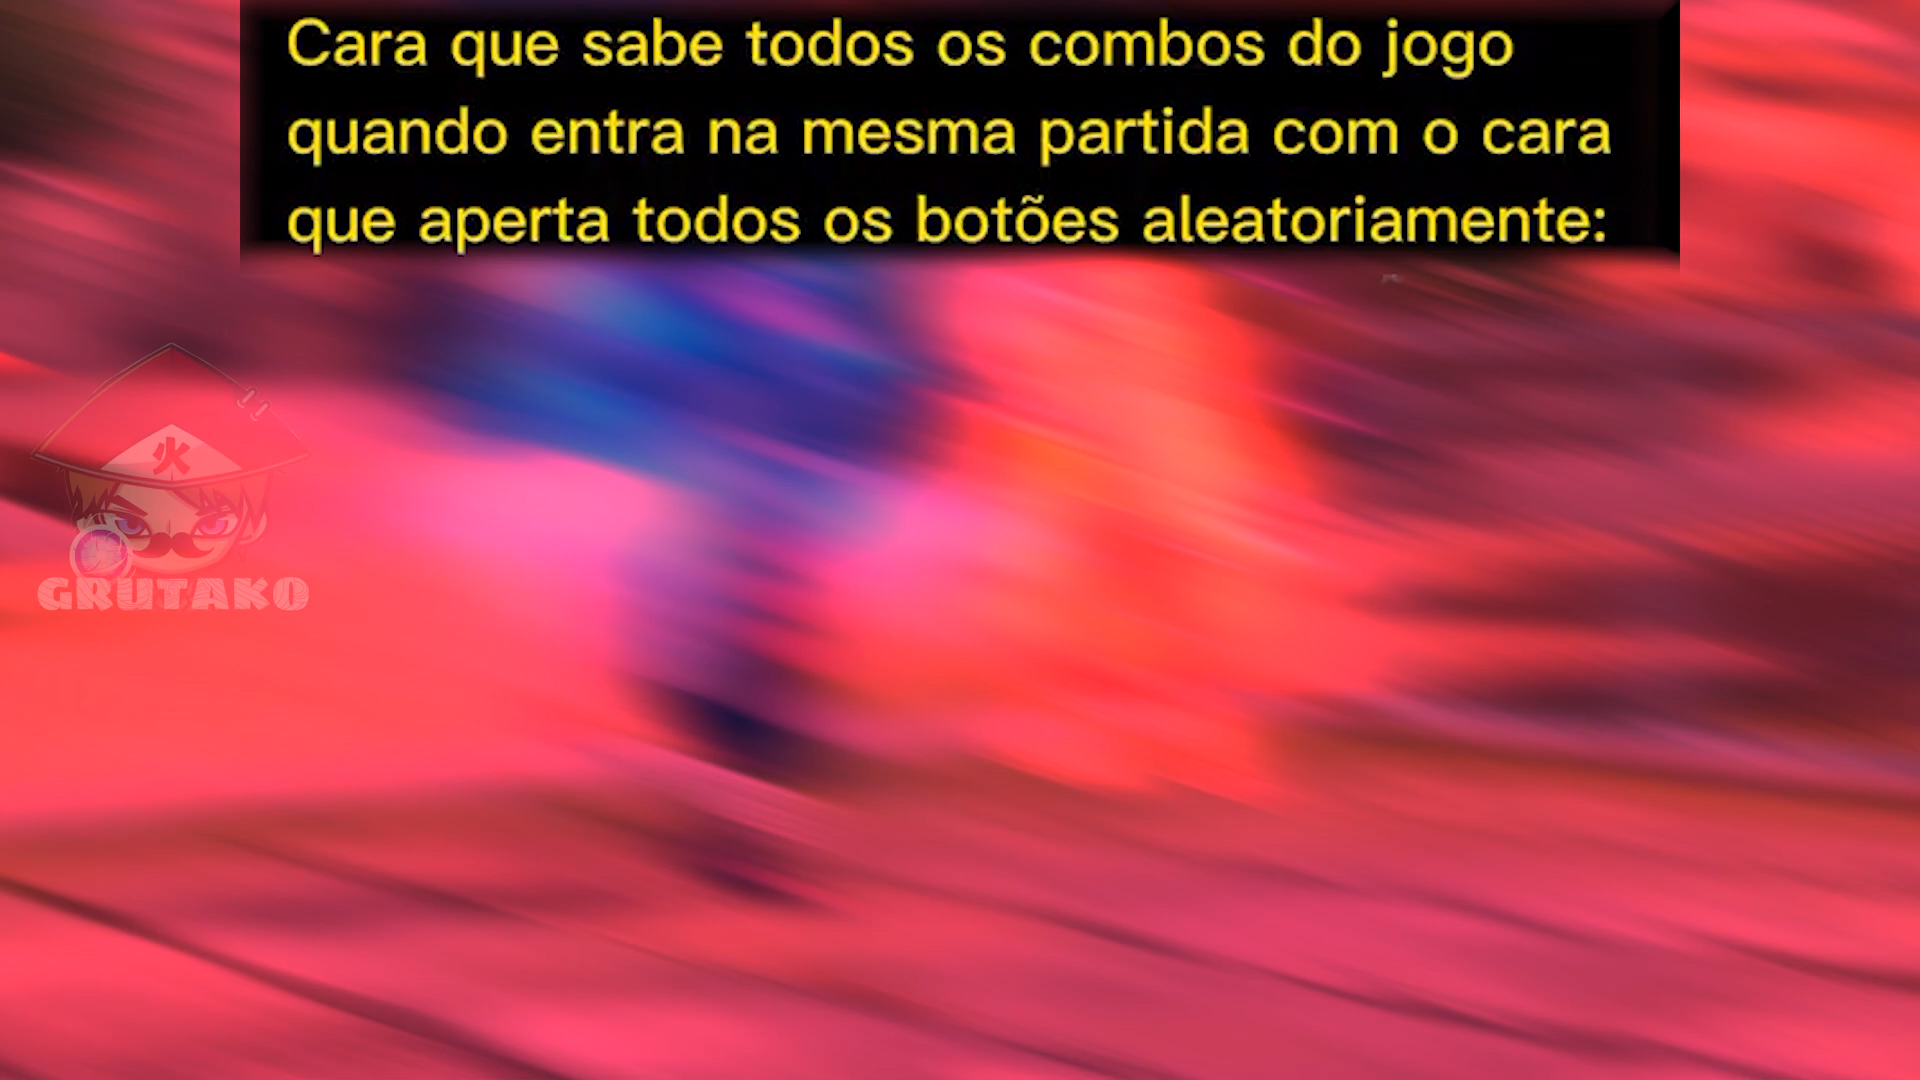 Cara que sabe todos os combos do jogo
quando entra na mesma partida com o cara
que aperta todos os botões aleatoriamente:
火
GRUTAKO